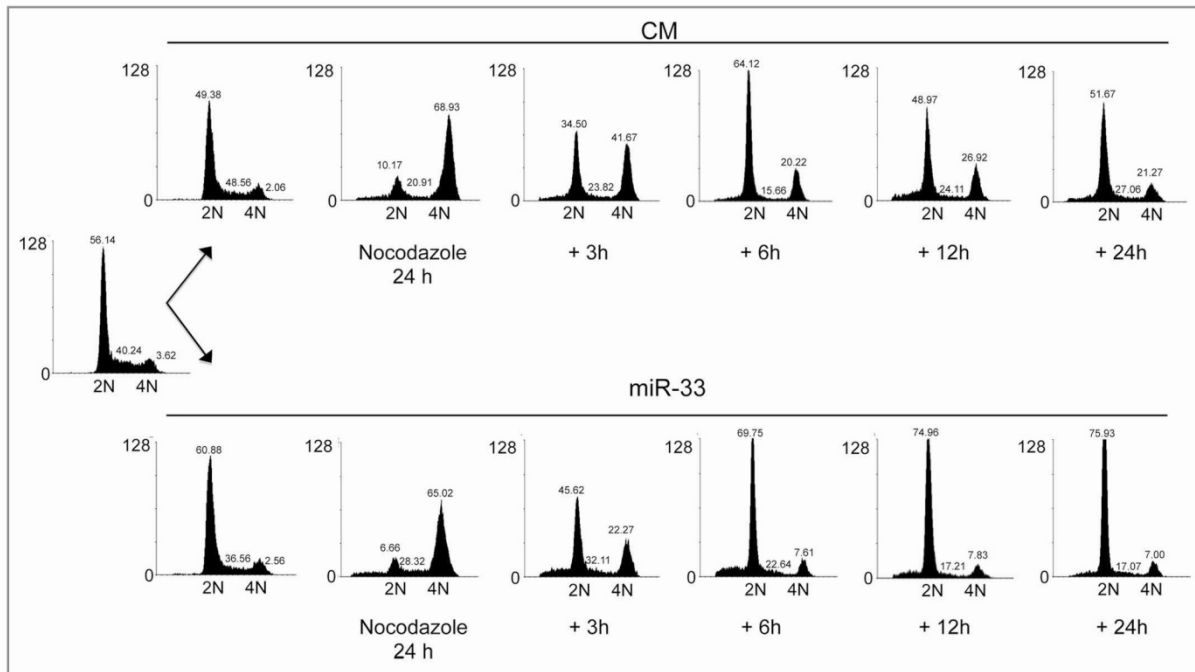 CM
128
49.38
48.56
2.06
0
2N 4N
128
68.93
10.17
20.91
0
2N 4N
Nocodazole
24 h
128
34.50
41.67
23.82
0
2N 4N
+ 3h
128
64.12
20.22
15.66
0
2N 4N
+ 6h
128
48.97
26.92
24.11
0
2N 4N
+ 12h
128
51.67
21.27
27.06
0
2N 4N
+ 24h
128
56.14
40.24
3.62
0
2N 4N
miR-33
128
60.88
36.56
2.56
0
2N 4N
128
65.02
6.66
28.32
0
2N 4N
Nocodazole
24 h
128
45.62
22.27
32.11
0
2N 4N
+ 3h
128
69.75
7.61
22.64
0
2N 4N
+ 6h
128
74.96
7.83
17.21
0
2N 4N
+ 12h
128
75.93
7.00
17.07
0
2N 4N
+ 24h